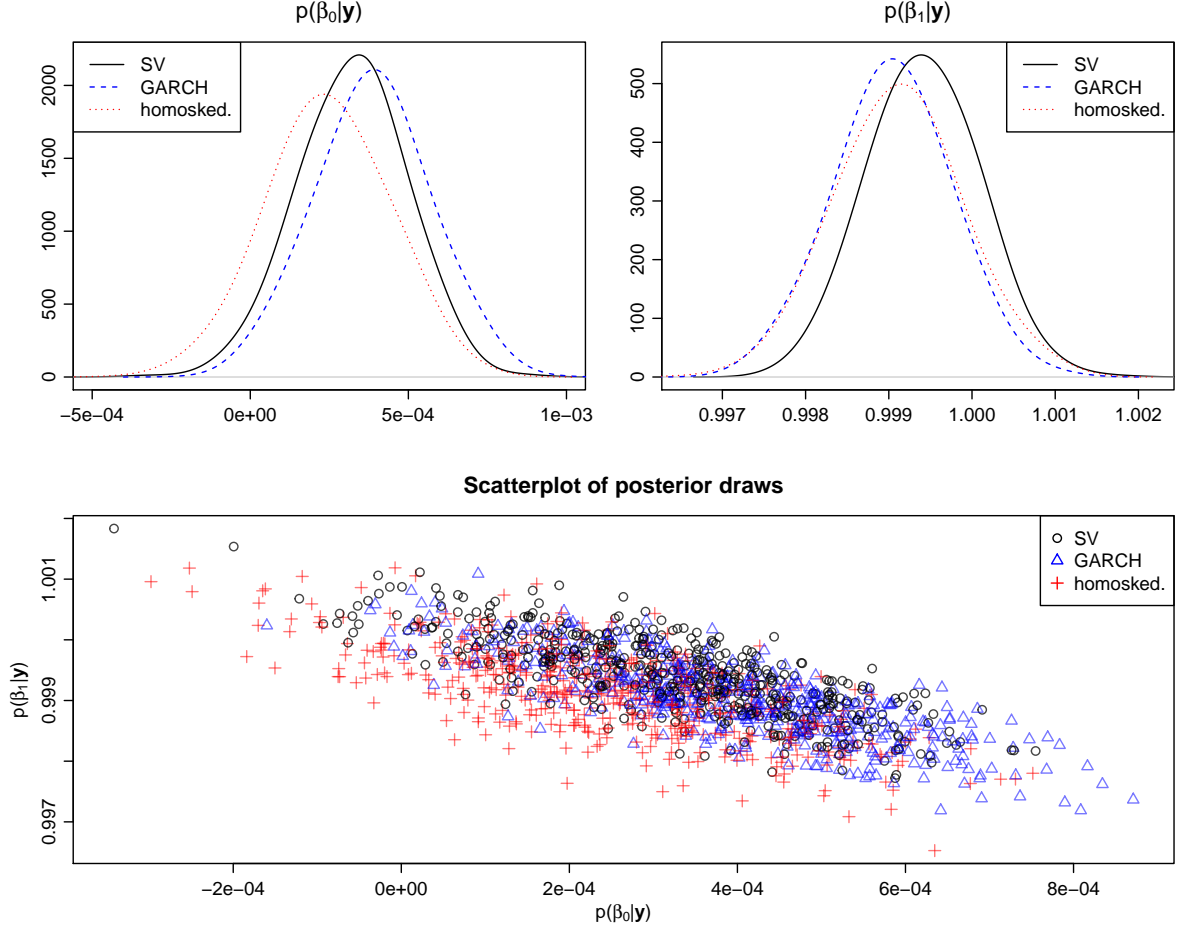 p(β₀|y)
SV
GARCH
homosked.
0
500
1000
1500
2000
−5e−04
0e+00
5e−04
1e−03
p(β₁|y)
SV
GARCH
homosked.
0
100
200
300
400
500
0.997
0.998
0.999
1.000
1.001
1.002
Scatterplot of posterior draws
SV
GARCH
homosked.
p(β₁|y)
0.997
0.999
1.001
−2e−04
0e+00
2e−04
4e−04
6e−04
8e−04
p(β₀|y)